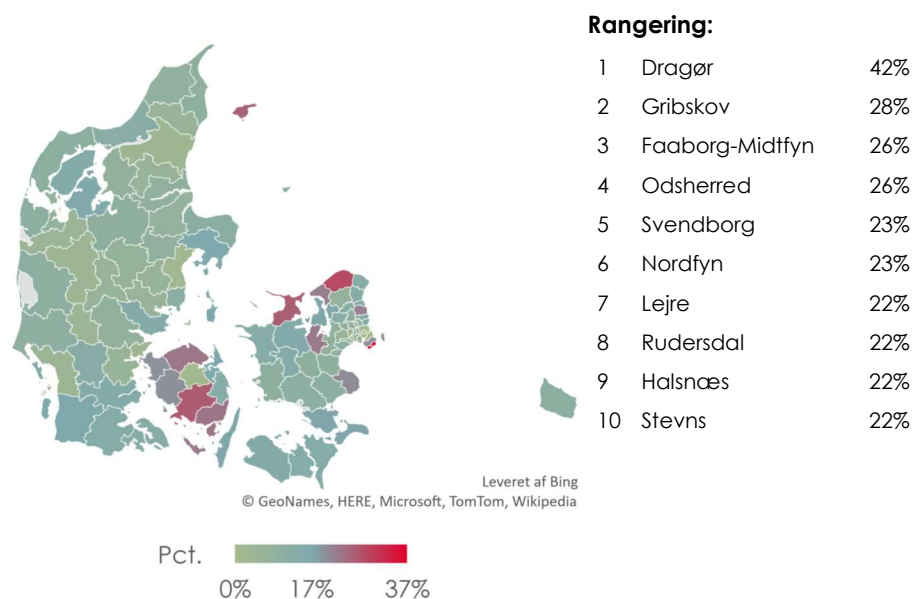 Rangering:
1 Dragør 42%
2 Gribskov 28%
3 Faaborg-Midtfyn 26%
4 Odsherred 26%
5 Svendborg 23%
6 Nordfyn 23%
7 Lejre 22%
8 Rudersdal 22%
9 Halsnæs 22%
10 Stevns 22%
Leveret af Bing
© GeoNames, HERE, Microsoft, TomTom, Wikipedia
Pct.
0% 17% 37%